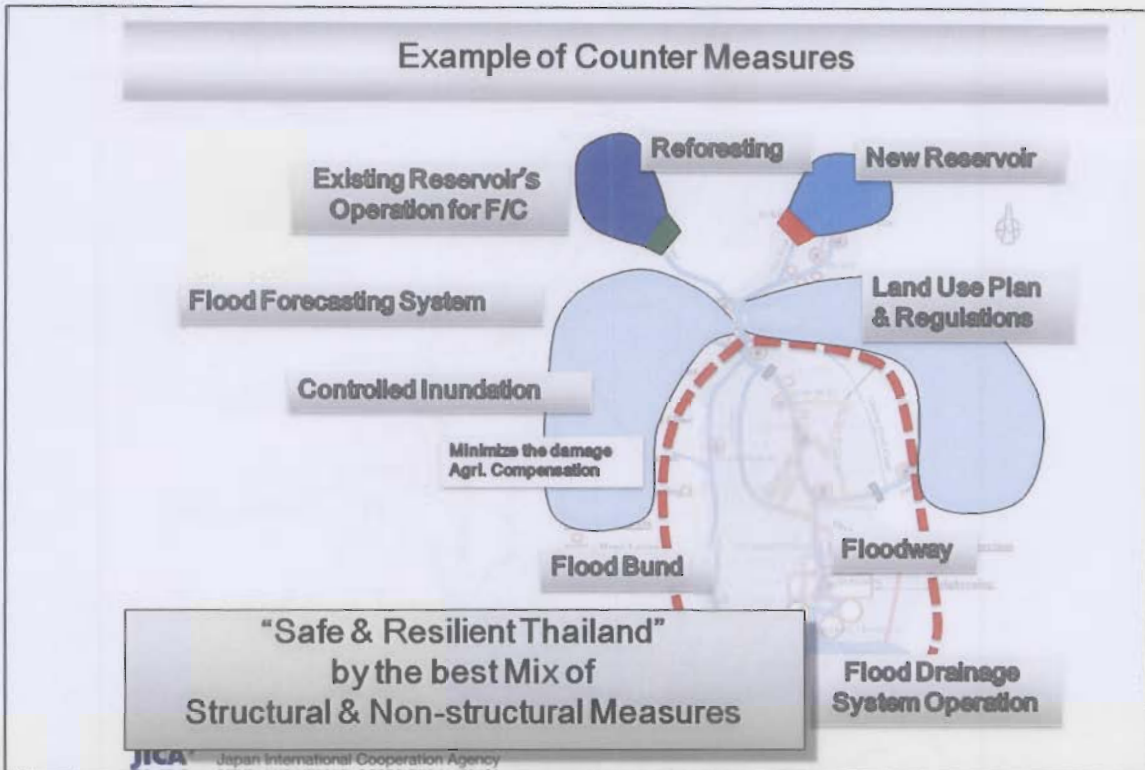 Example of Counter Measures
Reforesting
New Reservoir
Existing Reservoir's
Operation for F/C
Flood Forecasting System
Land Use Plan
& Regulations
Controlled Inundation
Minimize the damage
Agri. Compensation
Flood Bund
Floodway
"Safe & Resilient Thailand"
by the best Mix of
Structural & Non-structural Measures
Flood Drainage
System Operation
JICA
Japan International Cooperation Agency